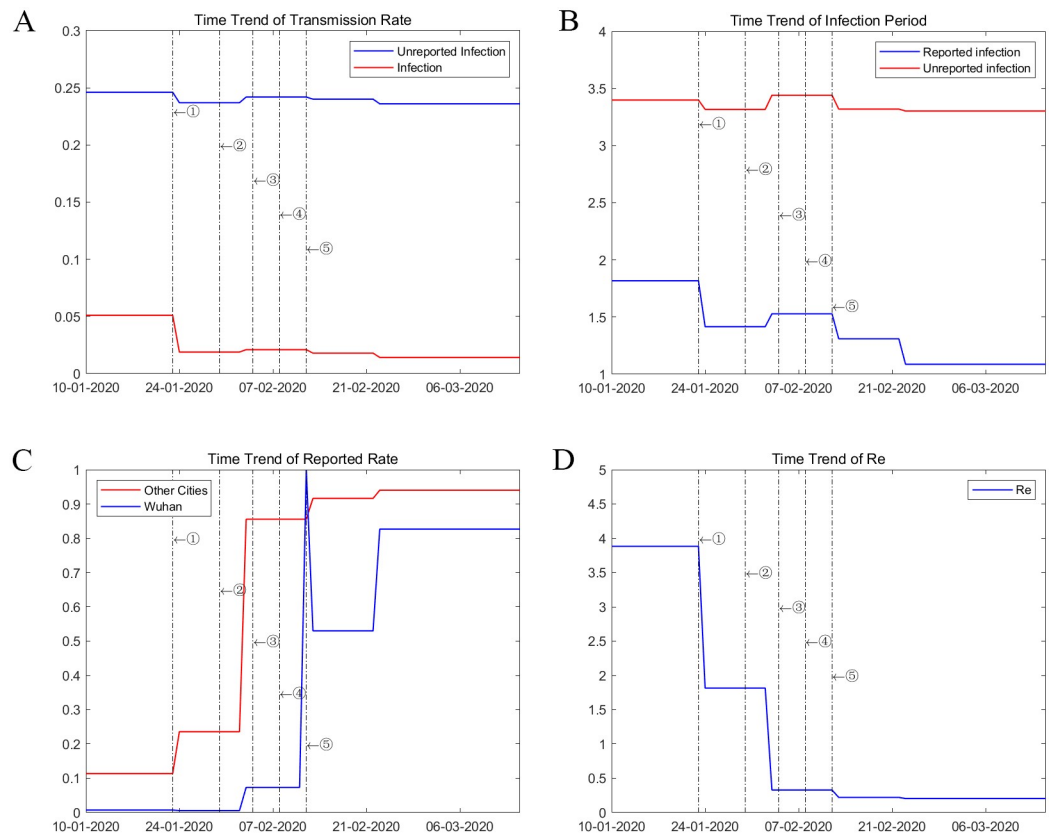 A
Time Trend of Transmission Rate
0.3
0.25
0.2
0.15
0.1
0.05
0
Unreported Infection
Infection
←①
←②
←③
←④
←⑤
10-01-2020 24-01-2020 07-02-2020 21-02-2020 06-03-2020
B
Time Trend of Infection Period
4
3.5
3
2.5
2
1.5
1
Reported infection
Unreported infection
←①
←②
←③
←④
←⑤
10-01-2020 24-01-2020 07-02-2020 21-02-2020 06-03-2020
C
Time Trend of Reported Rate
1
0.9
0.8
0.7
0.6
0.5
0.4
0.3
0.2
0.1
0
Other Cities
Wuhan
←①
←②
←③
←④
←⑤
10-01-2020 24-01-2020 07-02-2020 21-02-2020 06-03-2020
D
Time Trend of Re
5
4.5
4
3.5
3
2.5
2
1.5
1
0.5
0
Re
←①
←②
←③
←④
←⑤
10-01-2020 24-01-2020 07-02-2020 21-02-2020 06-03-2020